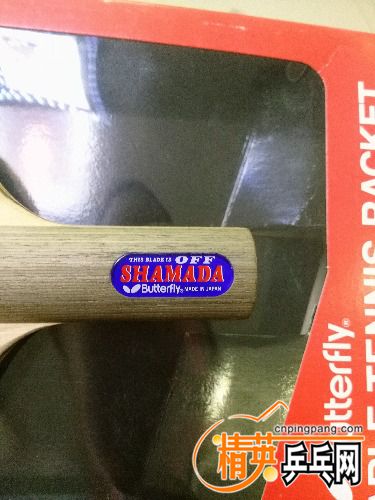 THIS BLADE IS OFF
SHAMADA
Butterfly MADE IN JAPAN
utterfly®
BLE TENNIS RACKET
cnpingpang.com
精英乒乓网